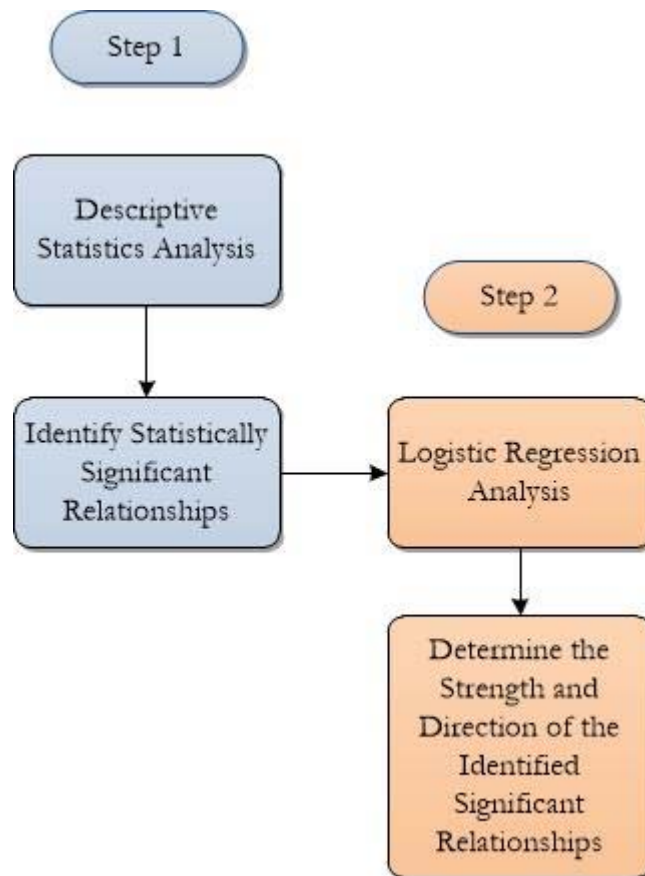 Step 1
Descriptive
Statistics Analysis
Identify Statistically
Significant
Relationships
Step 2
Logistic Regression
Analysis
Determine the
Strength and
Direction of the
Identified
Significant
Relationships